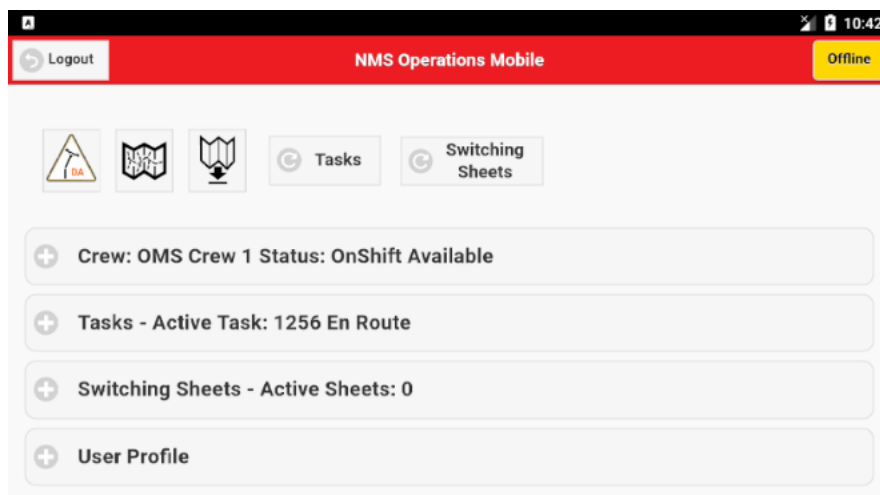 A
10:42
Logout
NMS Operations Mobile
Offline
DA
Tasks
Switching
Sheets
Crew: OMS Crew 1 Status: OnShift Available
Tasks - Active Task: 1256 En Route
Switching Sheets - Active Sheets: 0
User Profile